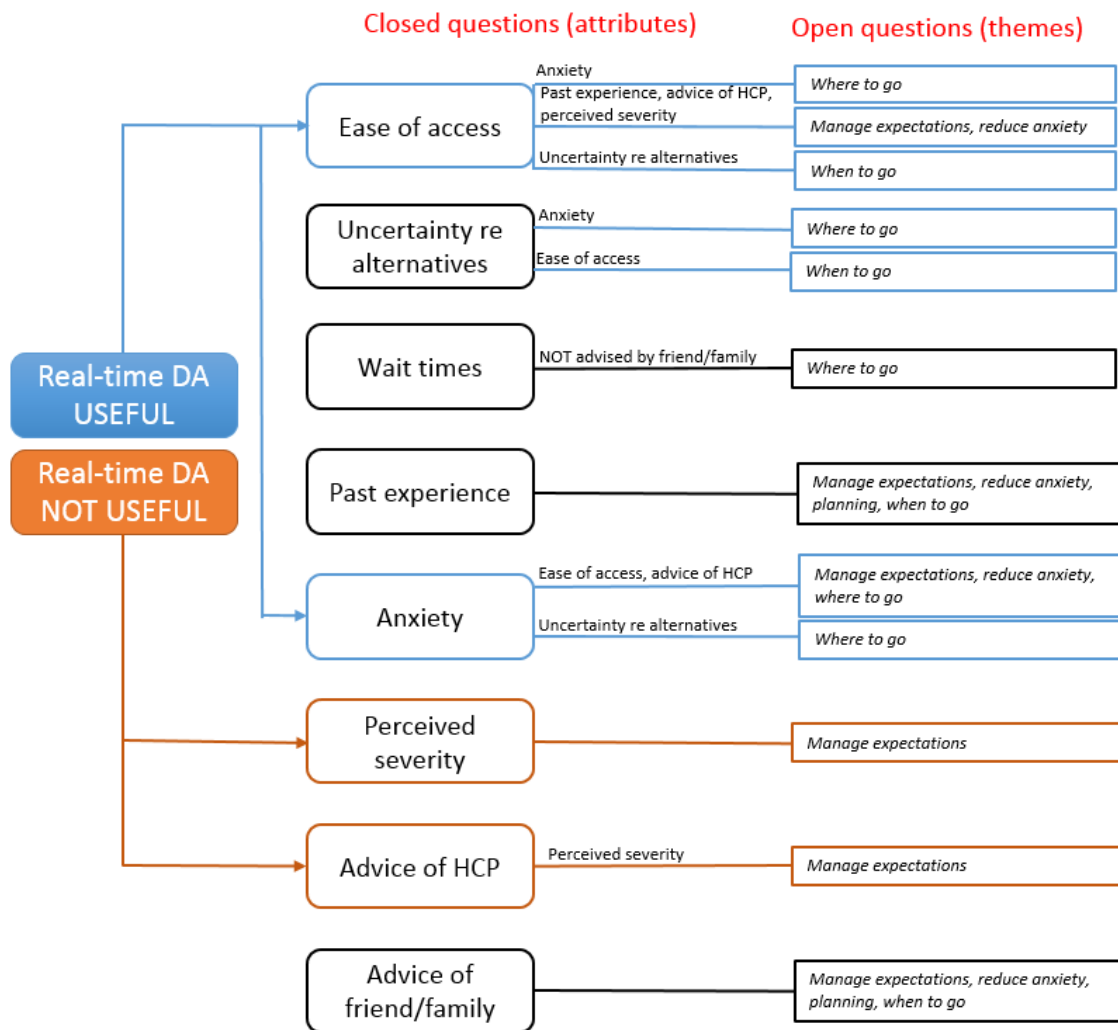 Closed questions (attributes)
Open questions (themes)
Real-time DA
USEFUL
Real-time DA
NOT USEFUL
Ease of access
Anxiety
Where to go
Past experience, advice of HCP,
perceived severity
Manage expectations, reduce anxiety
Uncertainty re alternatives
When to go
Uncertainty re
alternatives
Anxiety
Where to go
Ease of access
When to go
Wait times
NOT advised by friend/family
Where to go
Past experience
Manage expectations, reduce anxiety,
planning, when to go
Anxiety
Ease of access, advice of HCP
Manage expectations, reduce anxiety,
where to go
Uncertainty re alternatives
Where to go
Perceived
severity
Manage expectations
Advice of HCP
Perceived severity
Manage expectations
Advice of
friend/family
Manage expectations, reduce anxiety,
planning, when to go